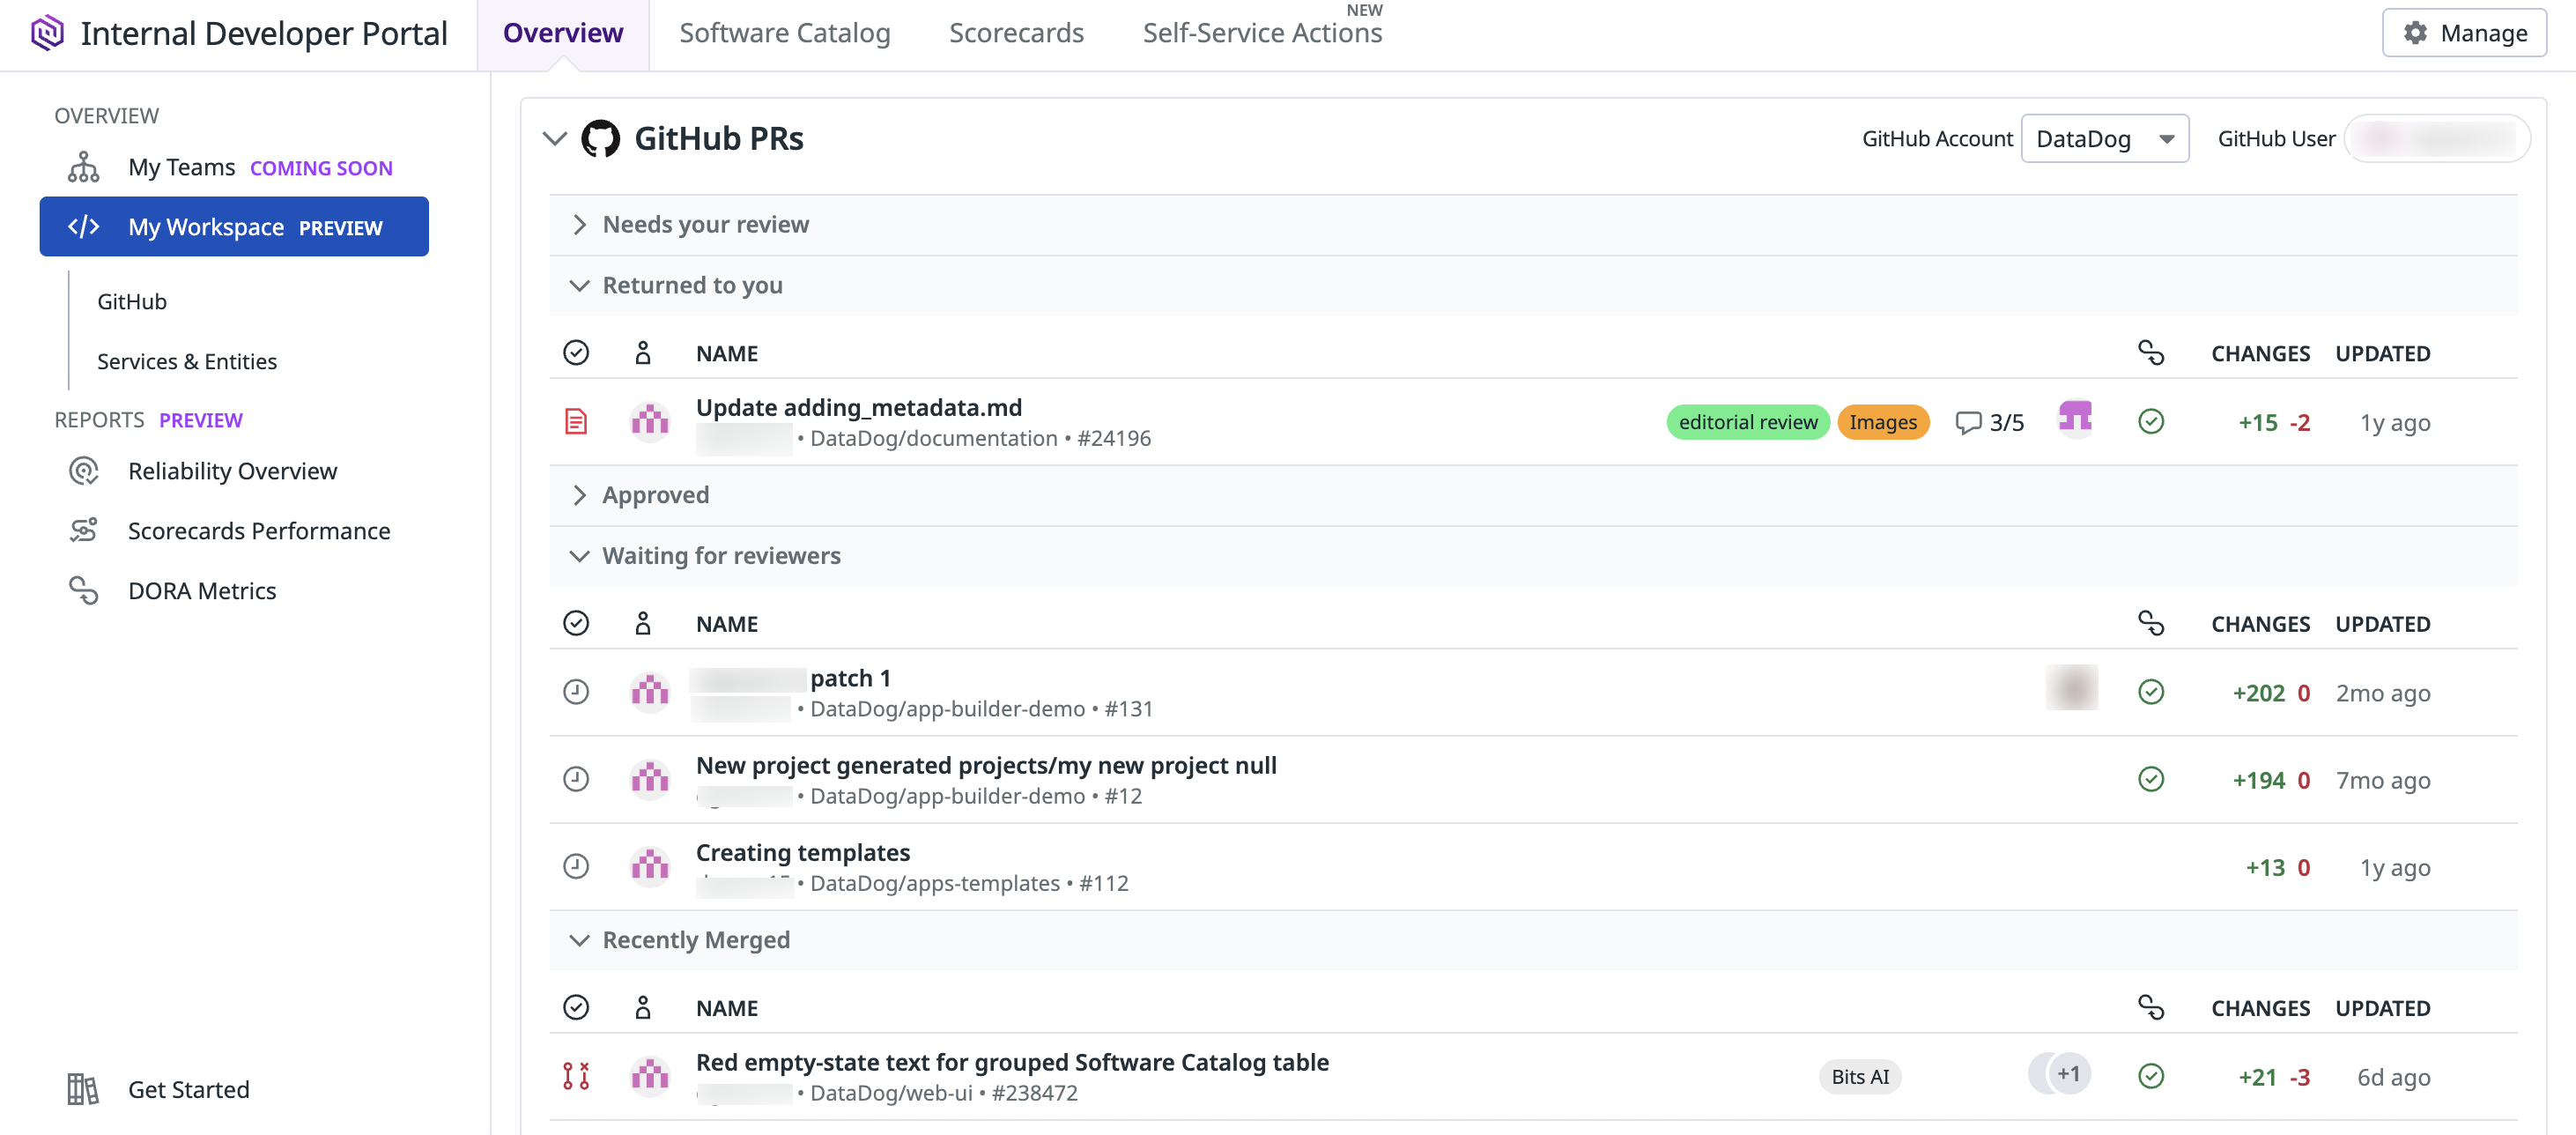 Internal Developer Portal
Overview
Software Catalog
Scorecards
Self-Service Actions
NEW
Manage
OVERVIEW
My Teams COMING SOON
My Workspace PREVIEW
GitHub
Services & Entities
REPORTS PREVIEW
Reliability Overview
Scorecards Performance
DORA Metrics
Get Started
GitHub PRs
GitHub Account DataDog
GitHub User
Needs your review
Returned to you
NAME CHANGES UPDATED
Update adding_metadata.md
• DataDog/documentation • #24196
editorial review Images 3/5 +15 -2 1y ago
Approved
Waiting for reviewers
NAME CHANGES UPDATED
patch 1
• DataDog/app-builder-demo • #131
+202 0 2mo ago
New project generated projects/my new project null
• DataDog/app-builder-demo • #12
+194 0 7mo ago
Creating templates
• DataDog/apps-templates • #112
+13 0 1y ago
Recently Merged
NAME CHANGES UPDATED
Red empty-state text for grouped Software Catalog table
• DataDog/web-ui • #238472
Bits AI +1 +21 -3 6d ago